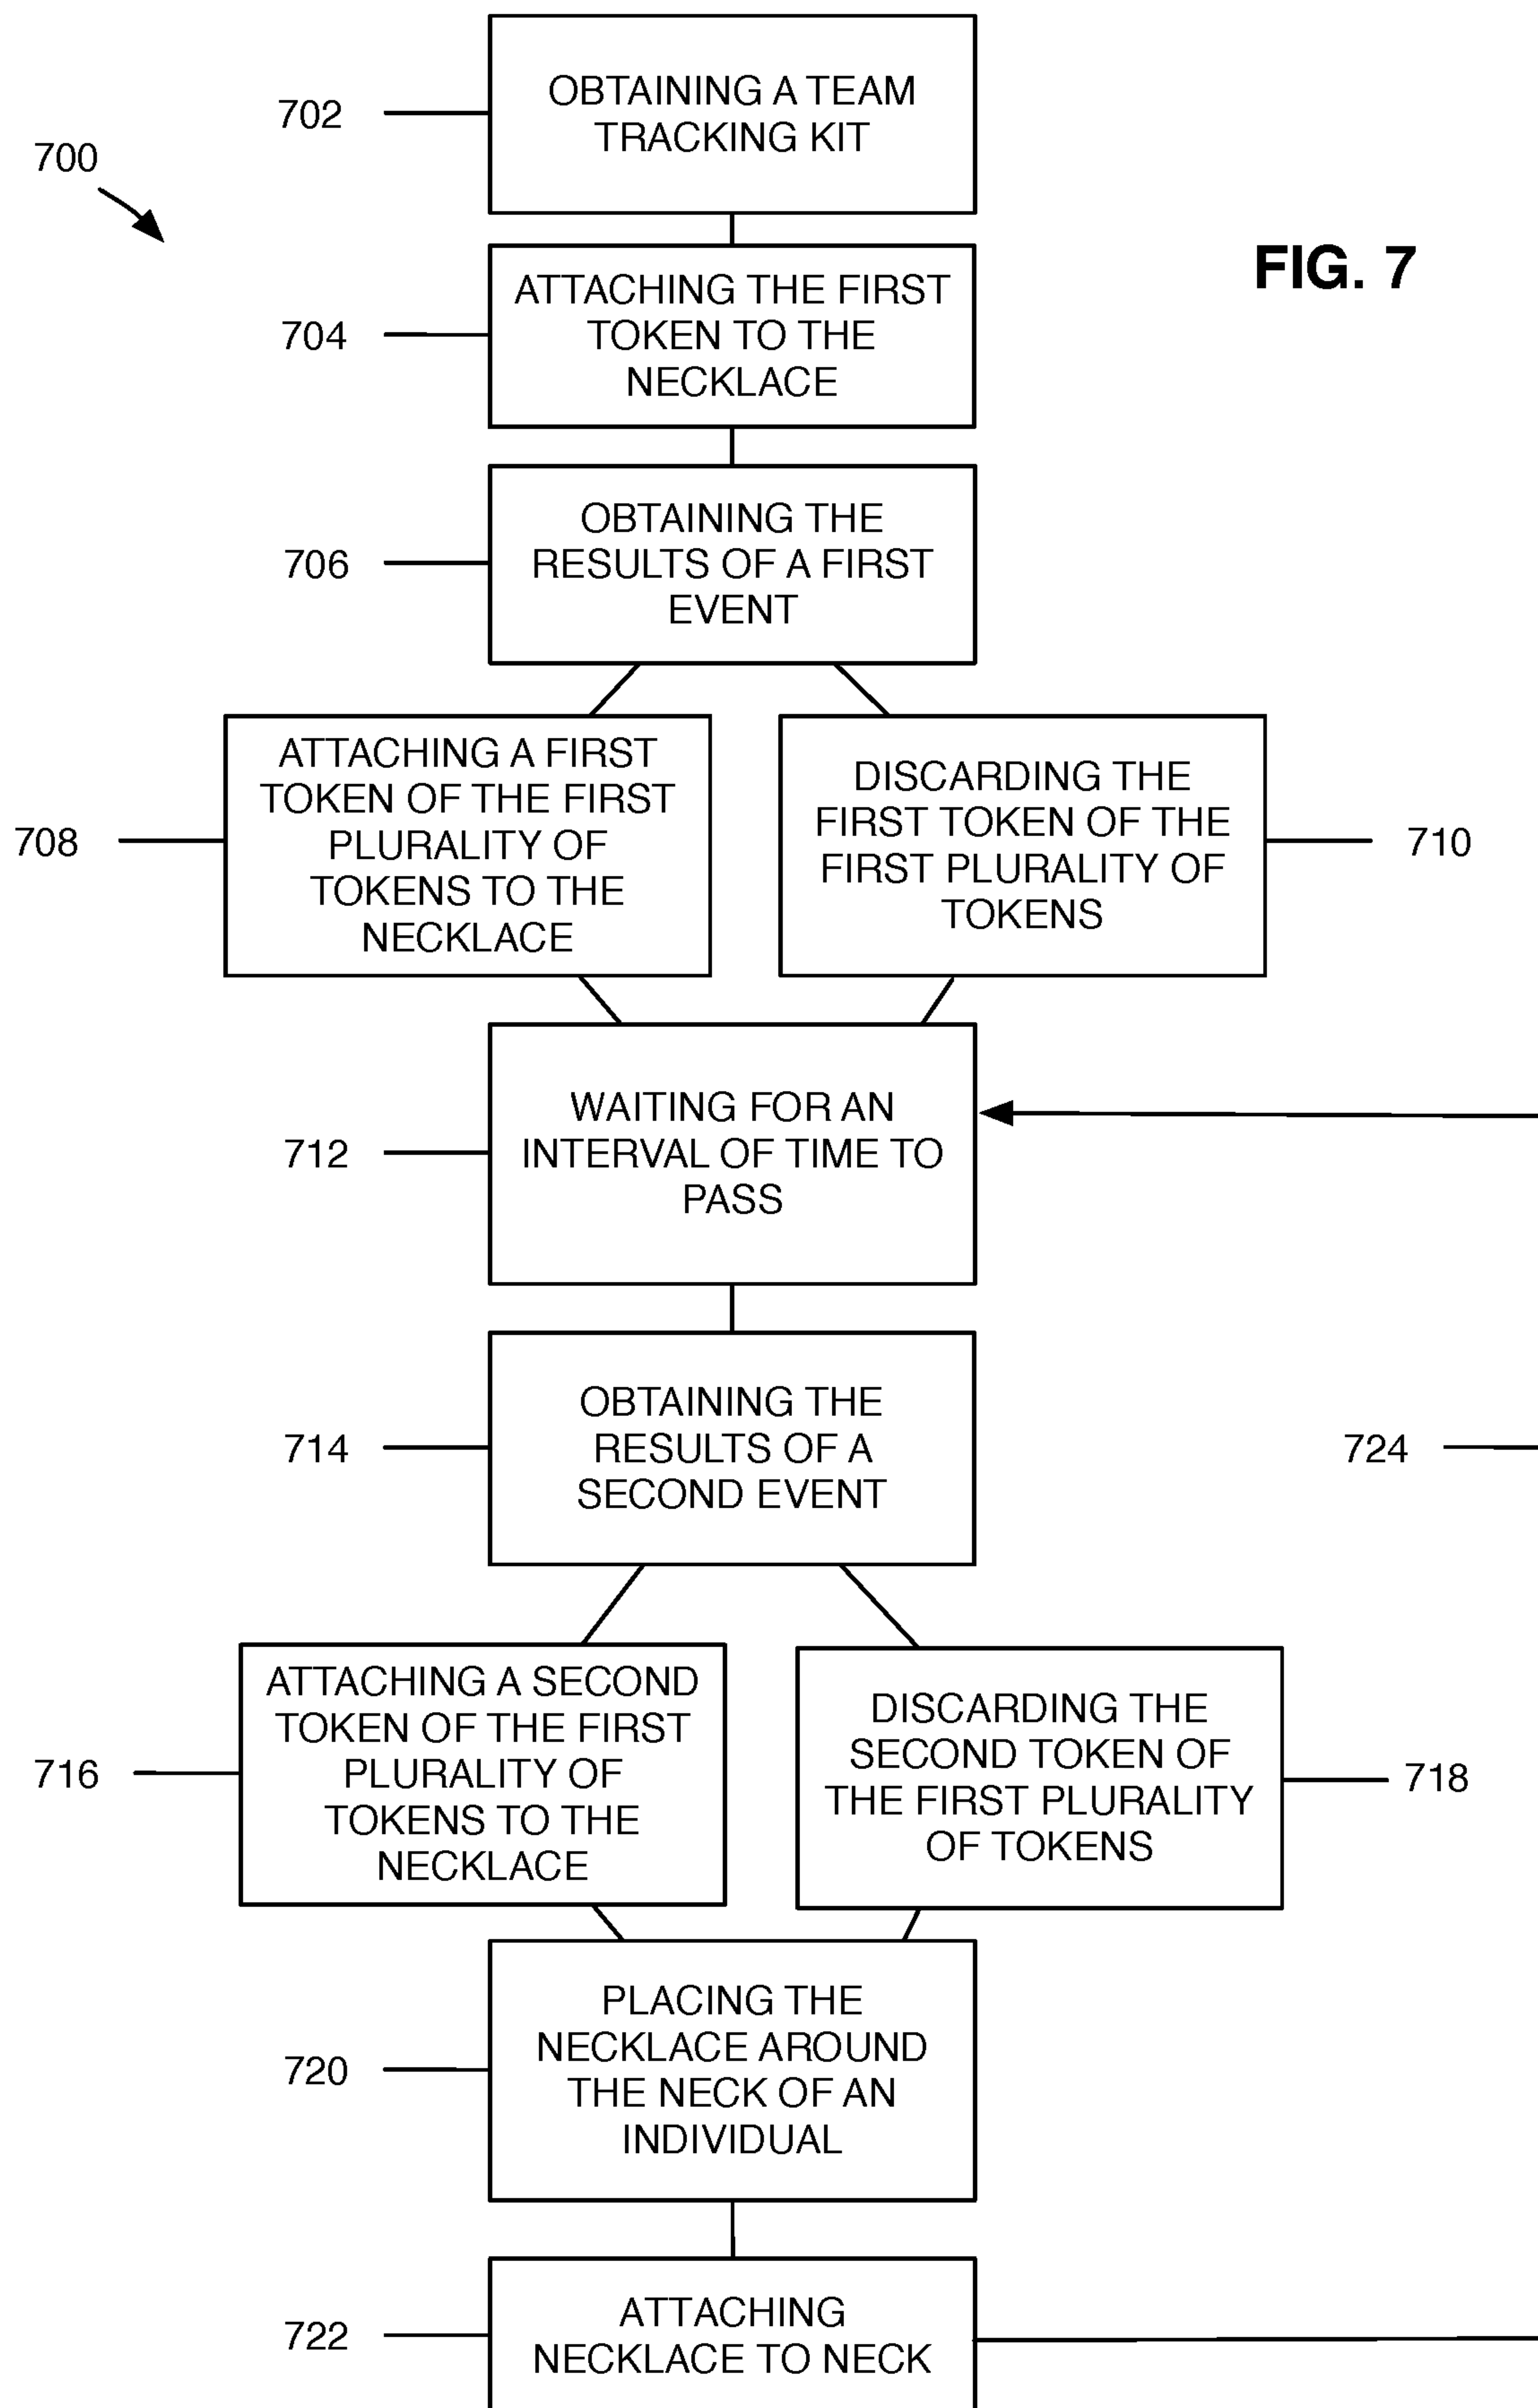 702
OBTAINING A TEAM
TRACKING KIT
700
FIG. 7
704
ATTACHING THE FIRST
TOKEN TO THE
NECKLACE
706
OBTAINING THE
RESULTS OF A FIRST
EVENT
708
ATTACHING A FIRST
TOKEN OF THE FIRST
PLURALITY OF
TOKENS TO THE
NECKLACE
DISCARDING THE
FIRST TOKEN OF THE
FIRST PLURALITY OF
TOKENS
710
712
WAITING FOR AN
INTERVAL OF TIME TO
PASS
714
OBTAINING THE
RESULTS OF A
SECOND EVENT
724
716
ATTACHING A SECOND
TOKEN OF THE FIRST
PLURALITY OF
TOKENS TO THE
NECKLACE
DISCARDING THE
SECOND TOKEN OF
THE FIRST PLURALITY
OF TOKENS
718
720
PLACING THE
NECKLACE AROUND
THE NECK OF AN
INDIVIDUAL
722
ATTACHING
NECKLACE TO NECK